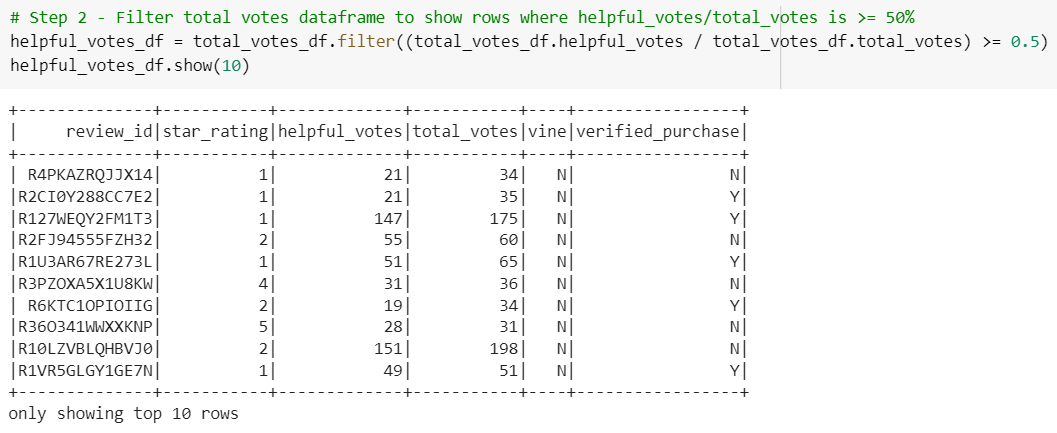 # Step 2 - Filter total votes dataframe to show rows where helpful_votes/total_votes is >= 50%
helpful_votes_df = total_votes_df.filter((total_votes_df.helpful_votes / total_votes_df.total_votes) >= 0.5)
helpful_votes_df.show(10)
+--------------+-----------+-------------+-----------+----+-----------------+
|     review_id|star_rating|helpful_votes|total_votes|vine|verified_purchase|
+--------------+-----------+-------------+-----------+----+-----------------+
| R4PKAZRQJJX14|          1|           21|         34|   N|                N|
|R2CI0Y288CC7E2|          1|           21|         35|   N|                Y|
|R127WEQY2FM1T3|          1|          147|        175|   N|                Y|
|R2FJ94555FZH32|          2|           55|         60|   N|                N|
|R1U3AR67RE273L|          1|           51|         65|   N|                Y|
|R3PZOXA5X1U8KW|          4|           31|         36|   N|                N|
| R6KTC1OPIOIIG|          2|           19|         34|   N|                Y|
|R36O341WWXXKNP|          5|           28|         31|   N|                N|
|R10LZVBLQHBVJ0|          2|          151|        198|   N|                N|
|R1VR5GLGY1GE7N|          1|           49|         51|   N|                Y|
+--------------+-----------+-------------+-----------+----+-----------------+
only showing top 10 rows